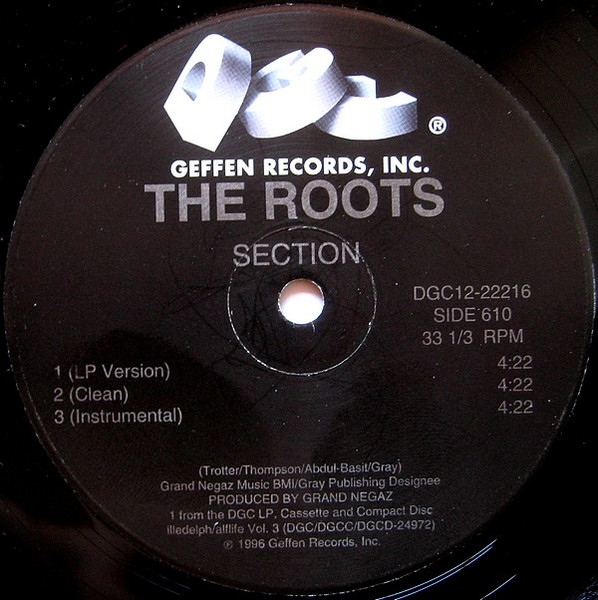 DGC
®
GEFFEN RECORDS, INC.
THE ROOTS
SECTION
DGC12-22216
SIDE 610
33 1/3 RPM
1 (LP Version) 4:22
2 (Clean) 4:22
3 (Instrumental) 4:22
(Trotter/Thompson/Abdul-Basit/Gray)
Grand Negaz Music BMI/Gray Publishing Designee
PRODUCED BY GRAND NEGAZ
1 from the DGC LP, Cassette and Compact Disc
illedelph/alflife Vol. 3 (DGC/DGCC/DGCD-24972)
℗ 1996 Geffen Records, Inc.